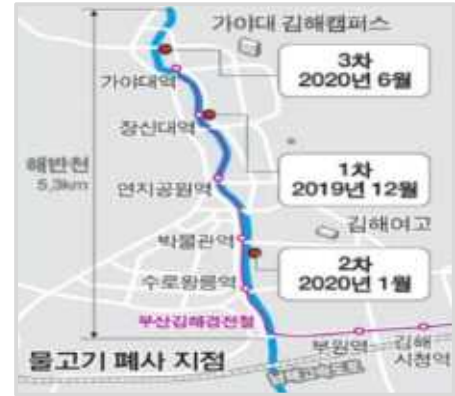 가야대 김해캠퍼스
3차
2020년 6월
가야대역
장신대역
해반천
5.3km
1차
2019년 12월
연지공원역
김해여고
박물관역
2차
2020년 1월
수로왕릉역
부산김해경전철
부원역
김해
시청역
물고기 폐사 지점